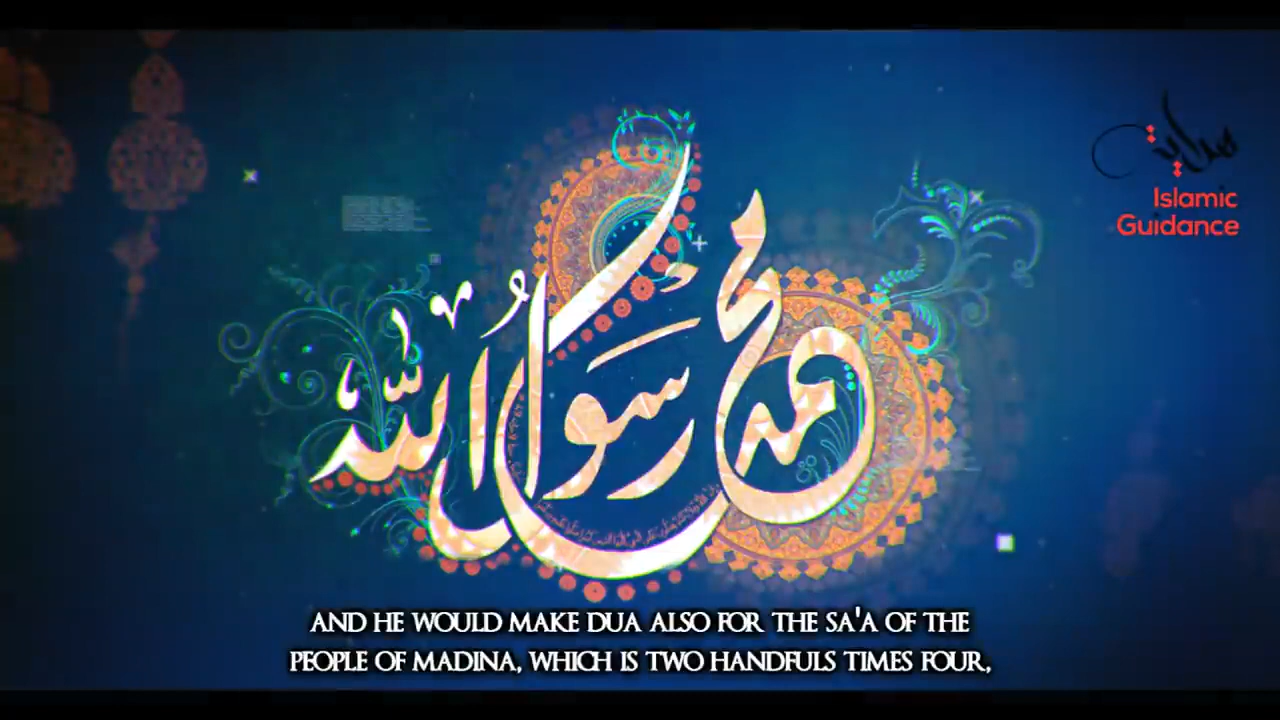 هداية
Islamic
Guidance
محمد رسول الله
AND HE WOULD MAKE DUA ALSO FOR THE SA'A OF THE
PEOPLE OF MADINA, WHICH IS TWO HANDFULS TIMES FOUR,